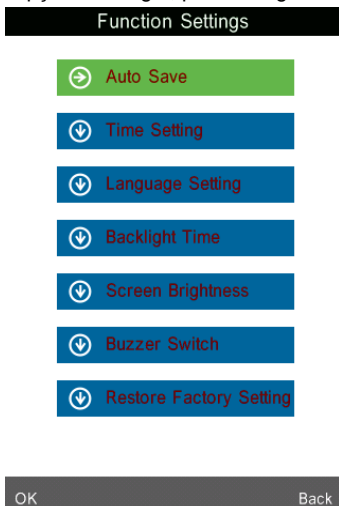 Function Settings
Auto Save
Time Setting
Language Setting
Backlight Time
Screen Brightness
Buzzer Switch
Restore Factory Setting
OK
Back